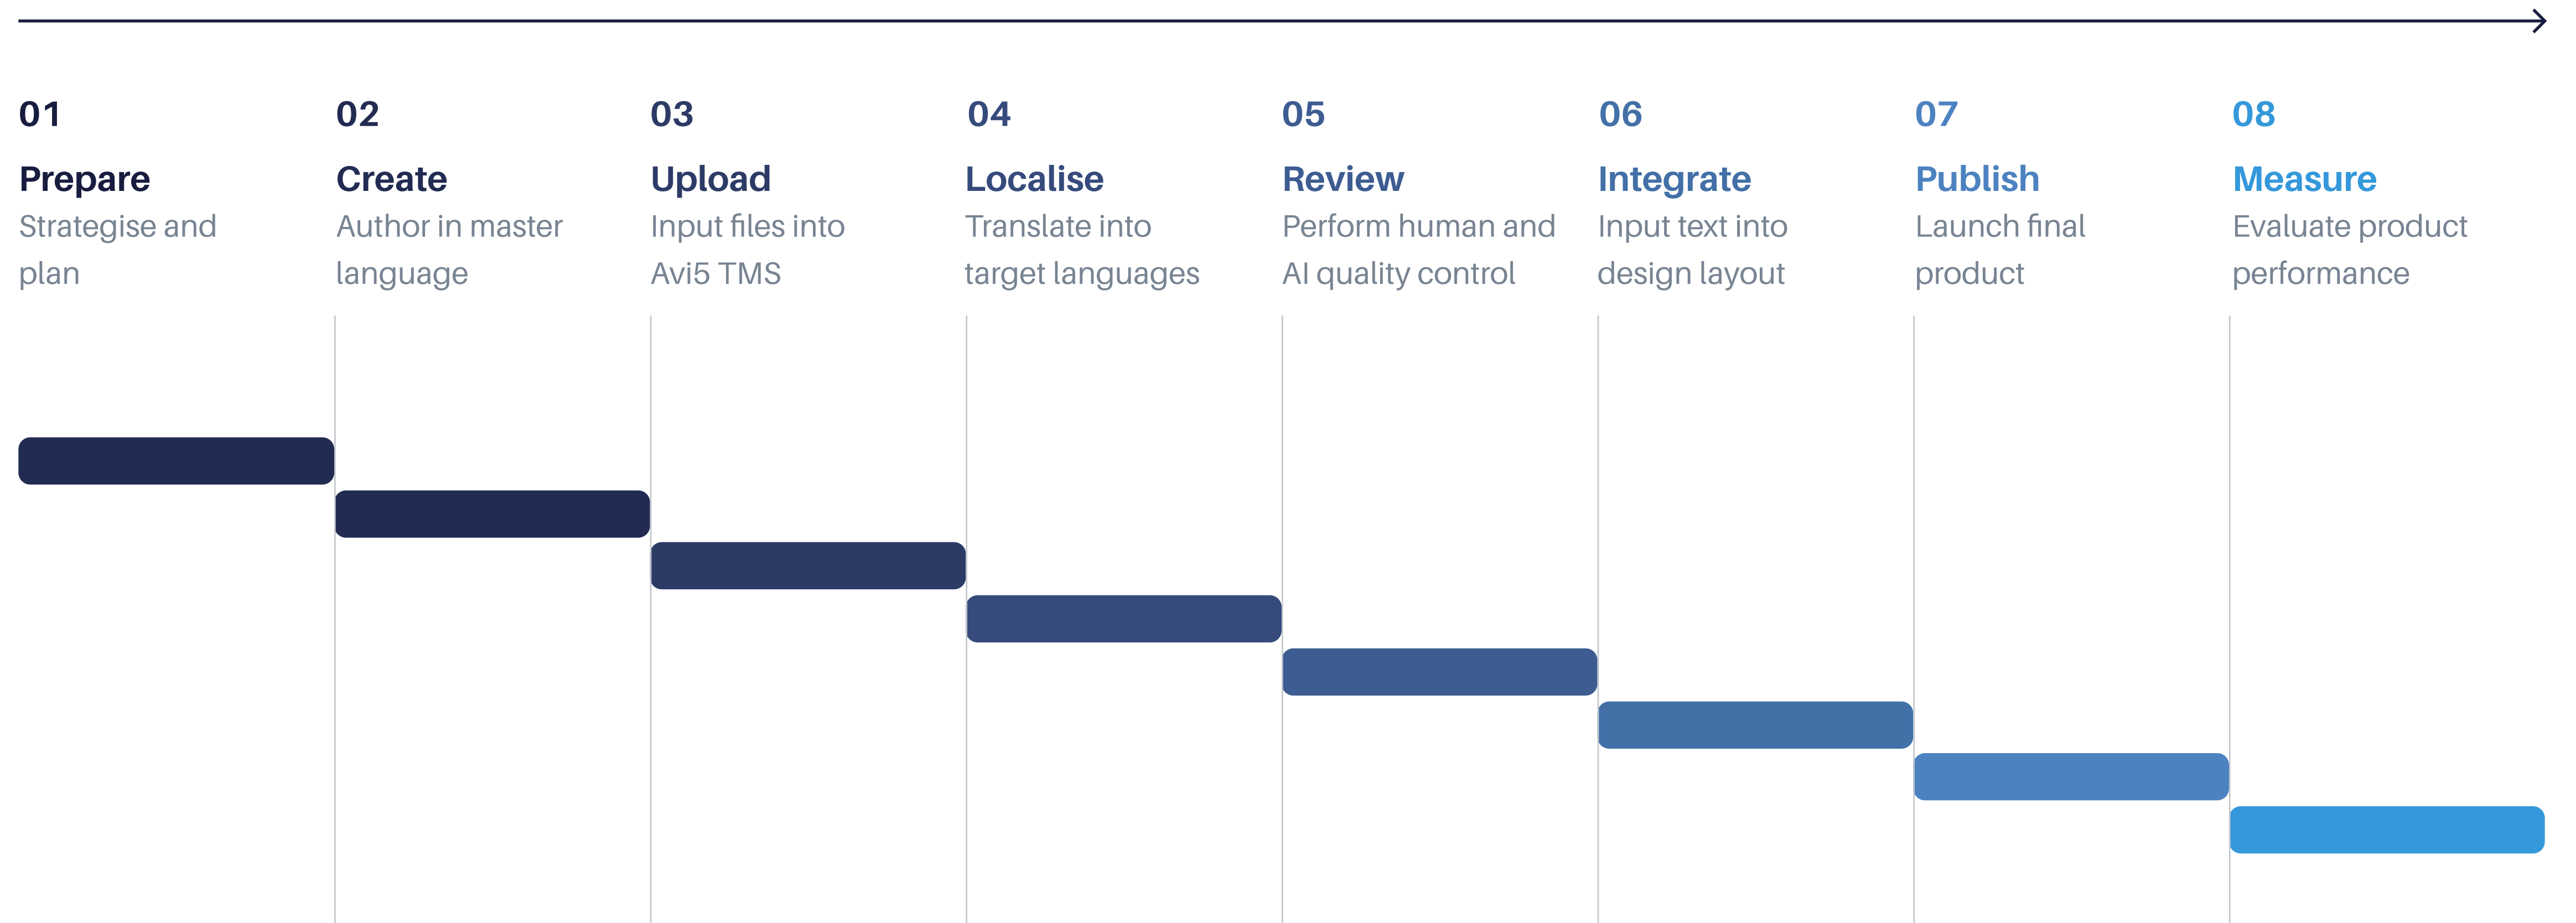 01
Prepare
Strategise and
plan
02
Create
Author in master
language
03
Upload
Input files into
Avi5 TMS
04
Localise
Translate into
target languages
05
Review
Perform human and
AI quality control
06
Integrate
Input text into
design layout
07
Publish
Launch final
product
08
Measure
Evaluate product
performance